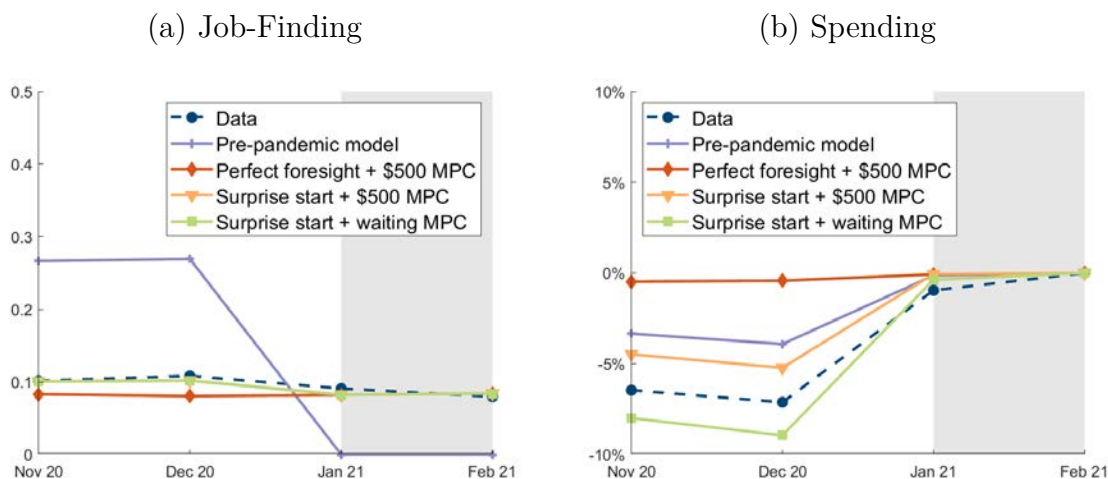 (a) Job-Finding
0.5
0.4
0.3
0.2
0.1
0
Nov 20
Dec 20
Jan 21
Feb 21
Data
Pre-pandemic model
Perfect foresight + $500 MPC
Surprise start + $500 MPC
Surprise start + waiting MPC
(b) Spending
10%
5%
0%
-5%
-10%
Nov 20
Dec 20
Jan 21
Feb 21
Data
Pre-pandemic model
Perfect foresight + $500 MPC
Surprise start + $500 MPC
Surprise start + waiting MPC